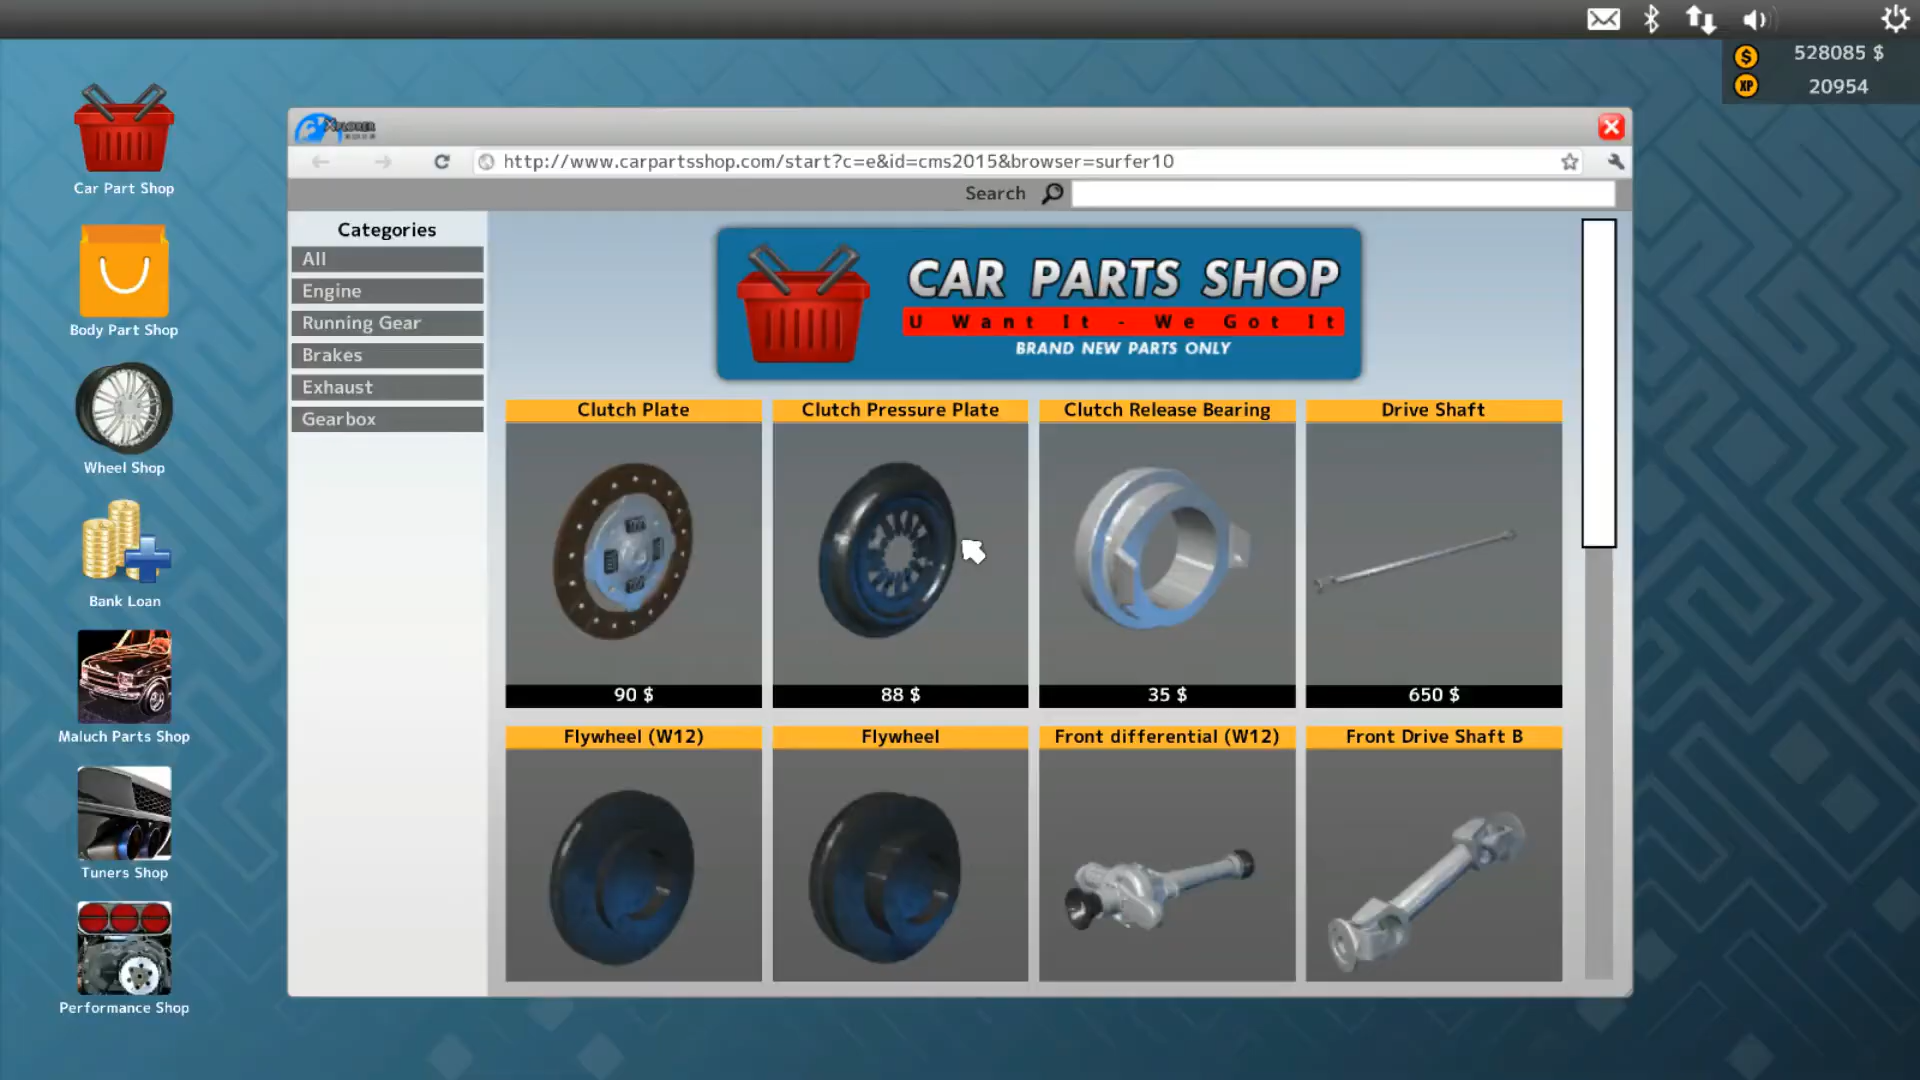 528085 $
XP
20954
Car Part Shop
Body Part Shop
Wheel Shop
Bank Loan
Maluch Parts Shop
Tuners Shop
Performance Shop
http://www.carpartsshop.com/start?c=e&id=cms2015&browser=surfer10
Search
Categories
All
Engine
Running Gear
Brakes
Exhaust
Gearbox
CAR PARTS SHOP
U Want It - We Got It
BRAND NEW PARTS ONLY
Clutch Plate
90 $
Clutch Pressure Plate
88 $
Clutch Release Bearing
35 $
Drive Shaft
650 $
Flywheel (W12)
Flywheel
Front differential (W12)
Front Drive Shaft B